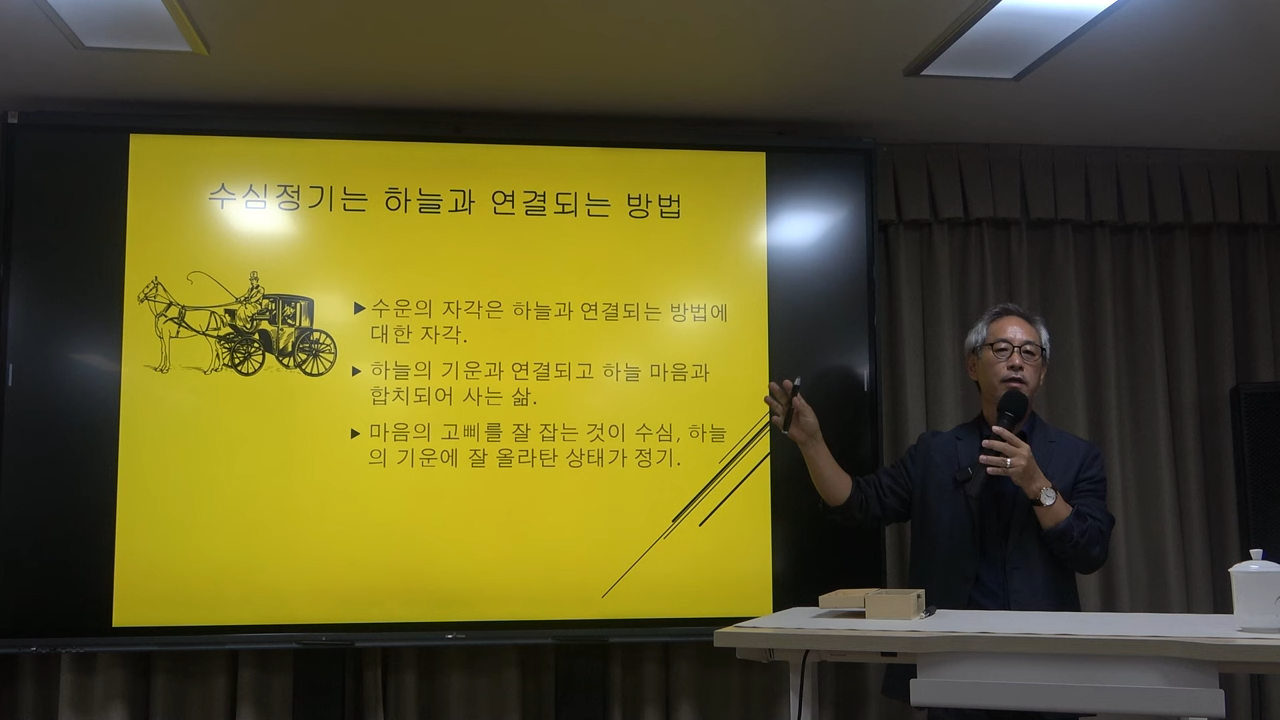 수심정기는 하늘과 연결되는 방법
▶수운의 자각은 하늘과 연결되는 방법에
대한 자각.
▶하늘의 기운과 연결되고 하늘 마음과
합치되어 사는 삶.
▶마음의 고삐를 잘 잡는 것이 수심, 하늘
의 기운에 잘 올라탄 상태가 정기.